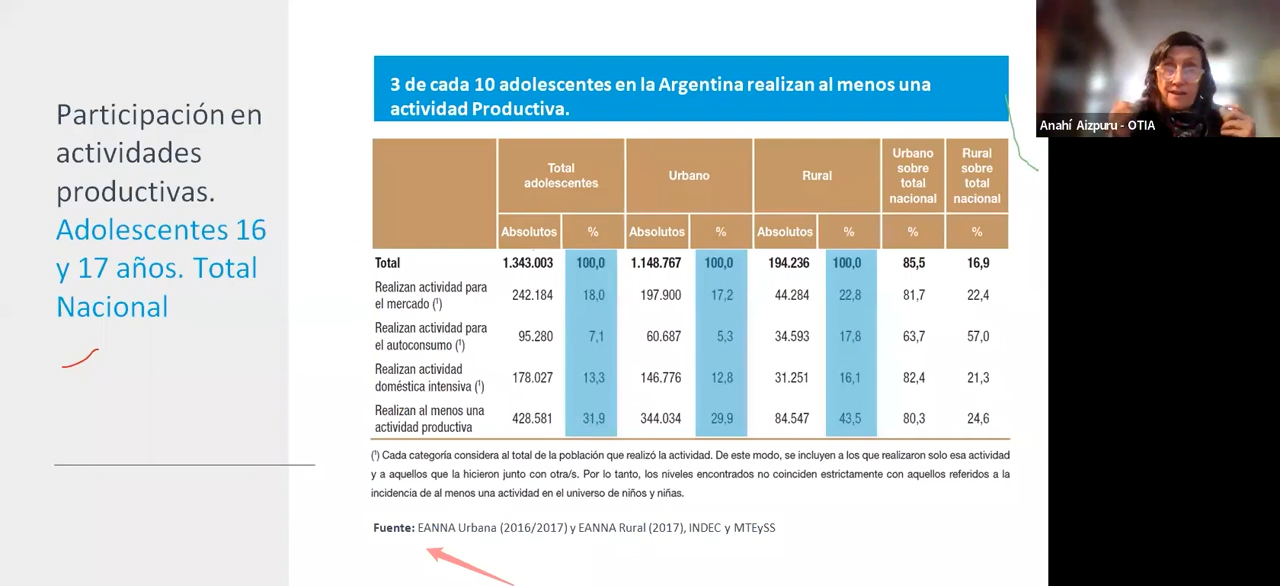 Participación en
actividades
productivas.
Adolescentes 16
y 17 años. Total
Nacional
3 de cada 10 adolescentes en la Argentina realizan al menos una
actividad Productiva.
Total adolescentes Urbano Rural Urbano sobre total nacional Rural sobre total nacional
Absolutos % Absolutos % Absolutos % % %
Total 1.343.003 100,0 1.148.767 100,0 194.236 100,0 85,5 16,9
Realizan actividad para
el mercado (¹) 242.184 18,0 197.900 17,2 44.284 22,8 81,7 22,4
Realizan actividad para
el autoconsumo (¹) 95.280 7,1 60.687 5,3 34.593 17,8 63,7 57,0
Realizan actividad
doméstica intensiva (¹) 178.027 13,3 146.776 12,8 31.251 16,1 82,4 21,3
Realizan al menos una
actividad productiva 428.581 31,9 344.034 29,9 84.547 43,5 80,3 24,6
(¹) Cada categoría considera al total de la población que realizó la actividad. De este modo, se incluyen a los que realizaron solo esa actividad
y a aquellos que la hicieron junto con otra/s. Por lo tanto, los niveles encontrados no coinciden estrictamente con aquellos referidos a la
incidencia de al menos una actividad en el universo de niños y niñas.
Fuente: EANNA Urbana (2016/2017) y EANNA Rural (2017), INDEC y MTEySS
Anahí Aizpuru - OTIA